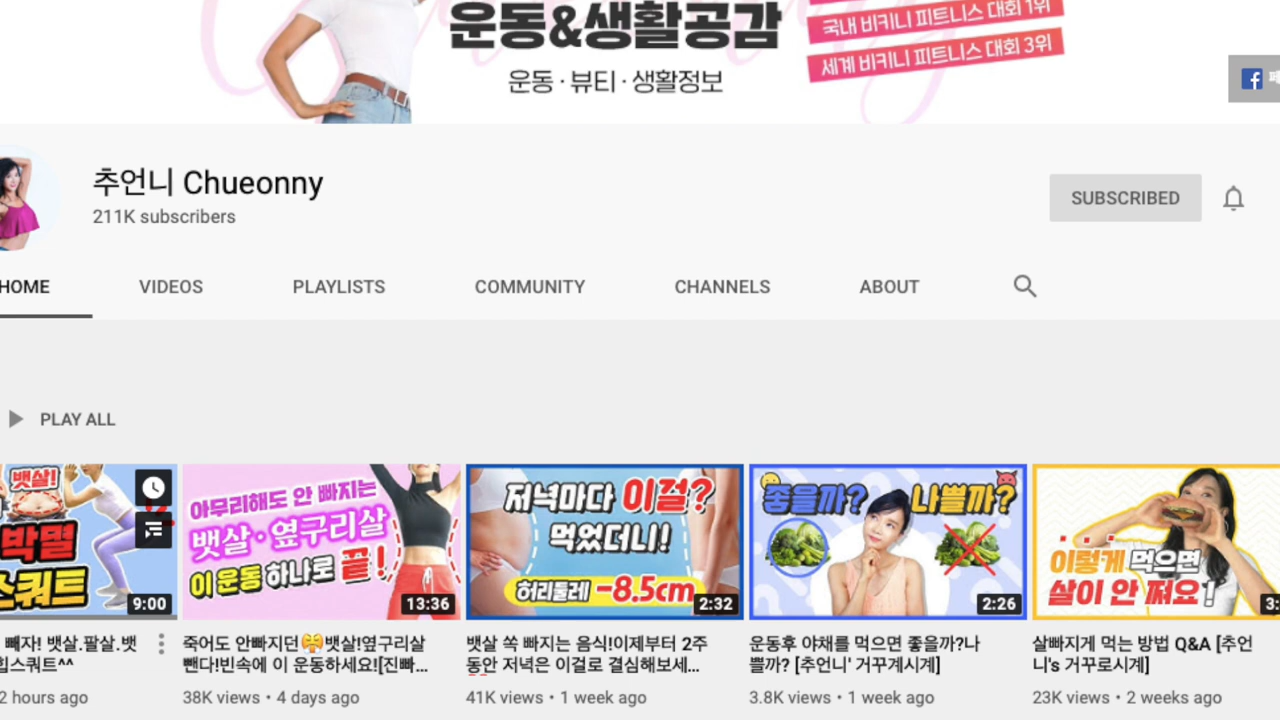 운동&생활공감
국내 비키니 피트니스 대회 1위
세계 비키니 피트니스 대회 3위
운동 · 뷰티 · 생활정보
추언니 Chueonny
211K subscribers
SUBSCRIBED
HOME
VIDEOS
PLAYLISTS
COMMUNITY
CHANNELS
ABOUT
PLAY ALL
뱃살!
박멸
스쿼트
9:00
아무리해도 안 빠지는
뱃살·옆구리살
이 운동 하나로 끝!
13:36
저녁마다 이걸?
먹었더니!
허리둘레 -8.5cm
2:32
좋을까? 나쁠까?
2:26
이렇게 먹으면
살이 안 쪄요!
3:
빼자! 뱃살.팔살.뱃
힙스쿼트^^
2 hours ago
죽어도 안빠지던😤뱃살!옆구리살
뺀다!빈속에 이 운동하세요![진빠...
38K views • 4 days ago
뱃살 쏙 빠지는 음식!이제부터 2주
동안 저녁은 이걸로 결심해보세...
41K views • 1 week ago
운동후 야채를 먹으면 좋을까?나
쁠까? [추언니' 거꾸계시계]
3.8K views • 1 week ago
살빠지게 먹는 방법 Q&A [추언
니's 거꾸로시계]
23K views • 2 weeks ago